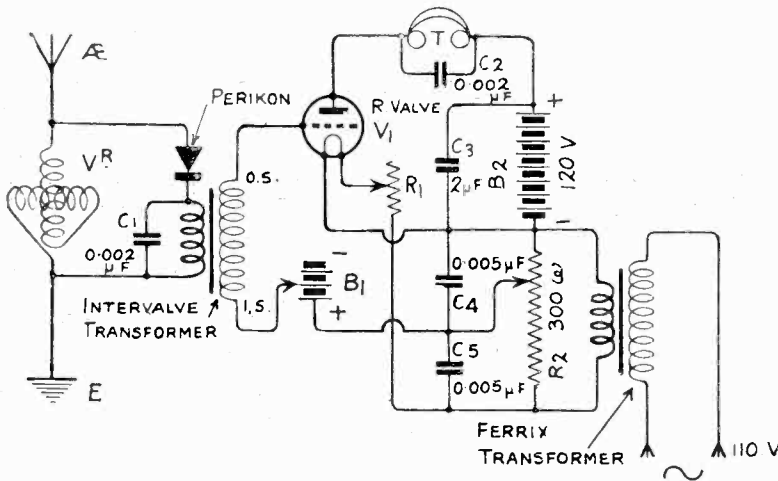 Æ
PERIKON
VR
C1
0.002
µF
INTERVALVE
TRANSFORMER
E
O.S.
I.S.
R VALVE
V1
T
C2
0.002
µF
R1
C3
2µF
+
B2
120 V
-
-
B1
+
0.005µF
C4
C5
0.005µF
300 ω
R2
FERRIX
TRANSFORMER
110 V